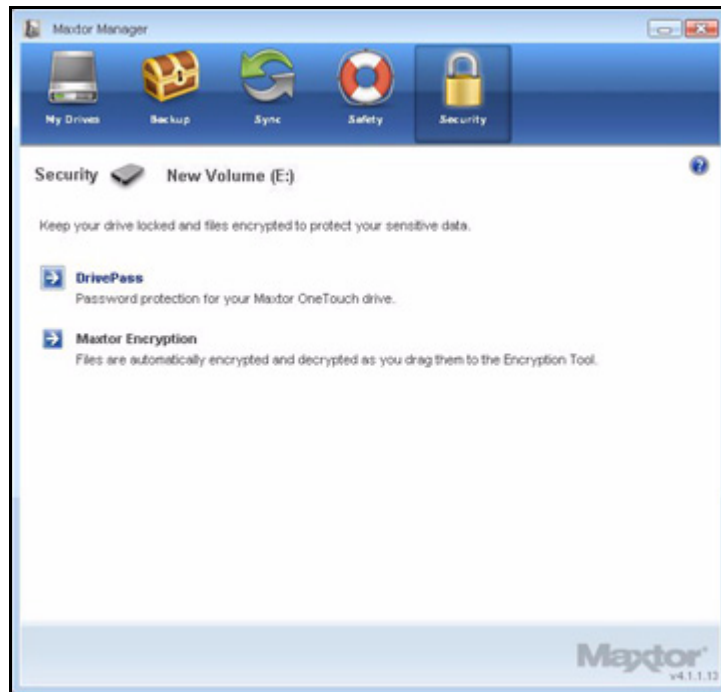 Maxtor Manager
My Drives Backup Sync Safety Security
Security New Volume (E:)
Keep your drive locked and files encrypted to protect your sensitive data.
DrivePass
Password protection for your Maxtor OneTouch drive.
Maxtor Encryption
Files are automatically encrypted and decrypted as you drag them to the Encryption Tool.
Maxtor
v4.1.1.13